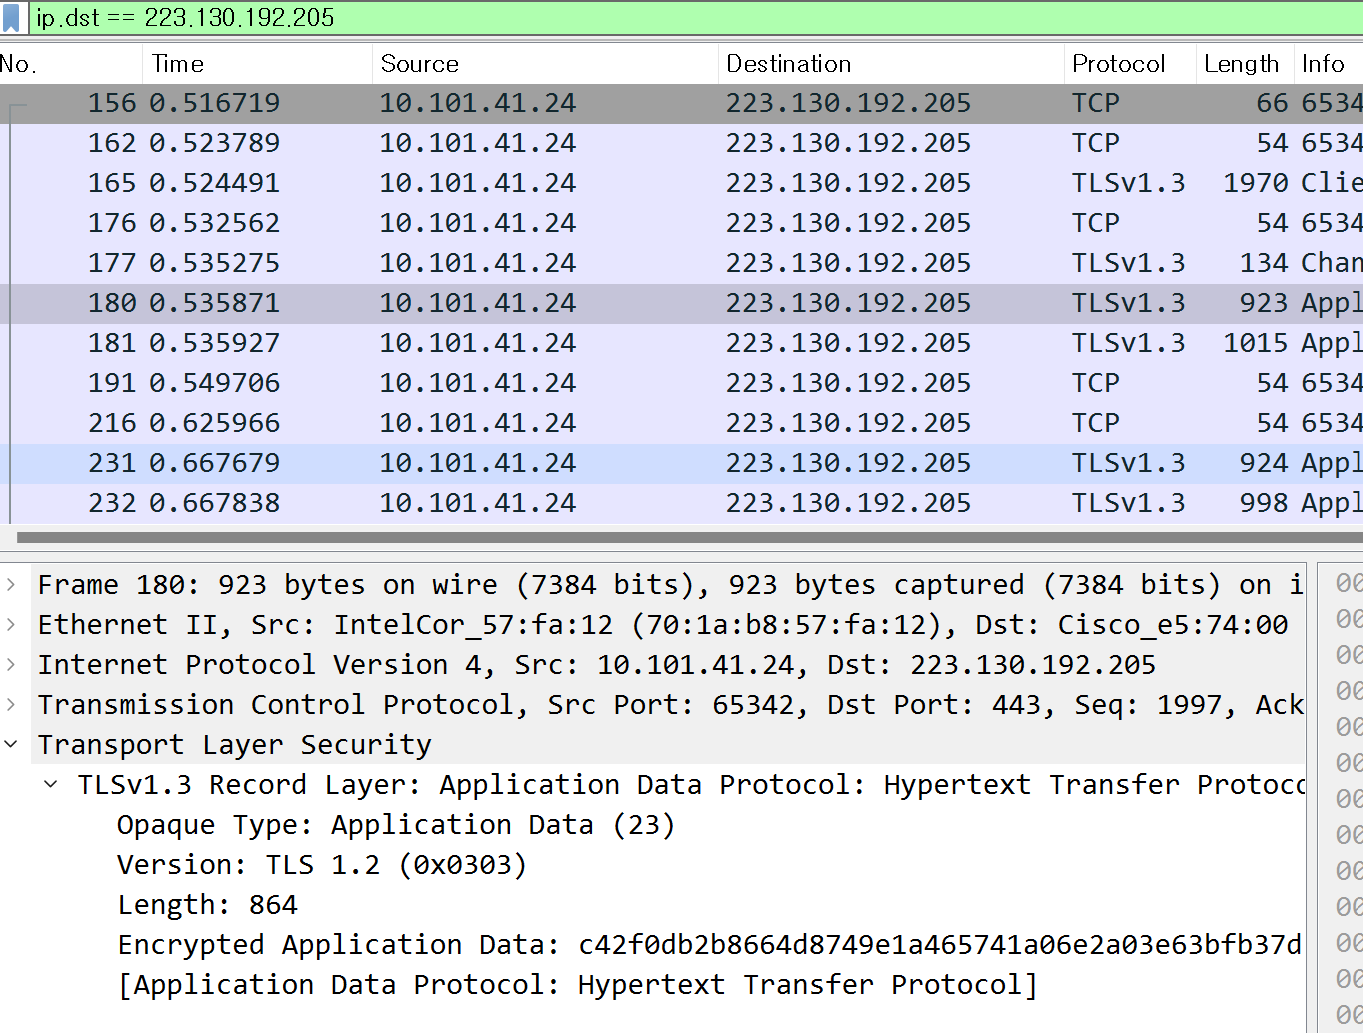 ip.dst == 223.130.192.205
No. Time Source Destination Protocol Length Info
156 0.516719 10.101.41.24 223.130.192.205 TCP 66 6534
162 0.523789 10.101.41.24 223.130.192.205 TCP 54 6534
165 0.524491 10.101.41.24 223.130.192.205 TLSv1.3 1970 Clie
176 0.532562 10.101.41.24 223.130.192.205 TCP 54 6534
177 0.535275 10.101.41.24 223.130.192.205 TLSv1.3 134 Chan
180 0.535871 10.101.41.24 223.130.192.205 TLSv1.3 923 Appl
181 0.535927 10.101.41.24 223.130.192.205 TLSv1.3 1015 Appl
191 0.549706 10.101.41.24 223.130.192.205 TCP 54 6534
216 0.625966 10.101.41.24 223.130.192.205 TCP 54 6534
231 0.667679 10.101.41.24 223.130.192.205 TLSv1.3 924 Appl
232 0.667838 10.101.41.24 223.130.192.205 TLSv1.3 998 Appl
Frame 180: 923 bytes on wire (7384 bits), 923 bytes captured (7384 bits) on i
Ethernet II, Src: IntelCor_57:fa:12 (70:1a:b8:57:fa:12), Dst: Cisco_e5:74:00
Internet Protocol Version 4, Src: 10.101.41.24, Dst: 223.130.192.205
Transmission Control Protocol, Src Port: 65342, Dst Port: 443, Seq: 1997, Ack
Transport Layer Security
TLSv1.3 Record Layer: Application Data Protocol: Hypertext Transfer Protoco
Opaque Type: Application Data (23)
Version: TLS 1.2 (0x0303)
Length: 864
Encrypted Application Data: c42f0db2b8664d8749e1a465741a06e2a03e63bfb37d
[Application Data Protocol: Hypertext Transfer Protocol]
00
00
00
00
00
00
00
00
00
00
00
00
00